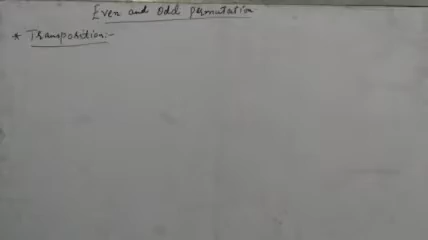 Even and odd permutation
* Transposition:-